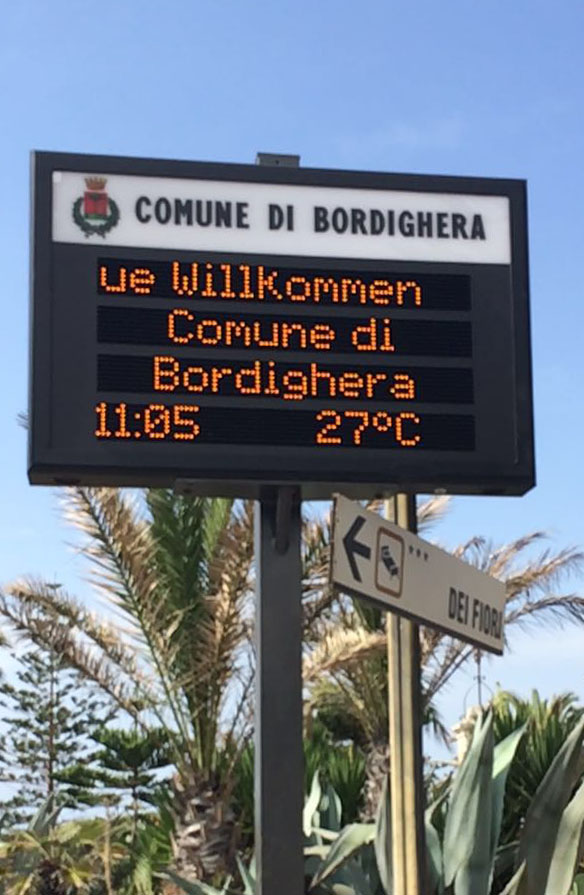 COMUNE DI BORDIGHERA
ue Willkommen
Comune di
Bordighera
11:05 27°C
***
DEI FIORI